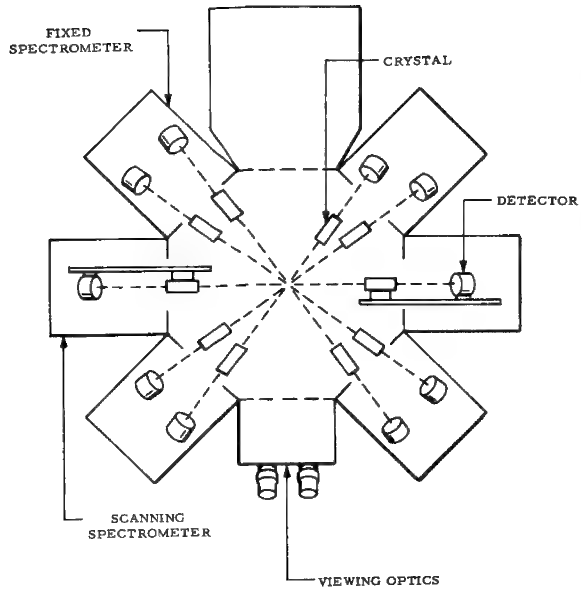 FIXED
SPECTROMETER
CRYSTAL
DETECTOR
SCANNING
SPECTROMETER
VIEWING OPTICS